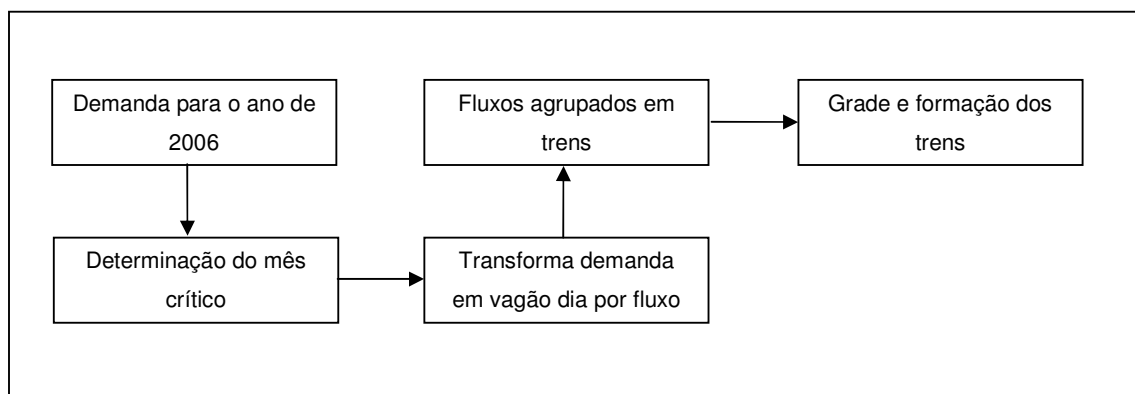 Demanda para o ano de
2006
Determinação do mês
crítico
Transforma demanda
em vagão dia por fluxo
Fluxos agrupados em
trens
Grade e formação dos
trens